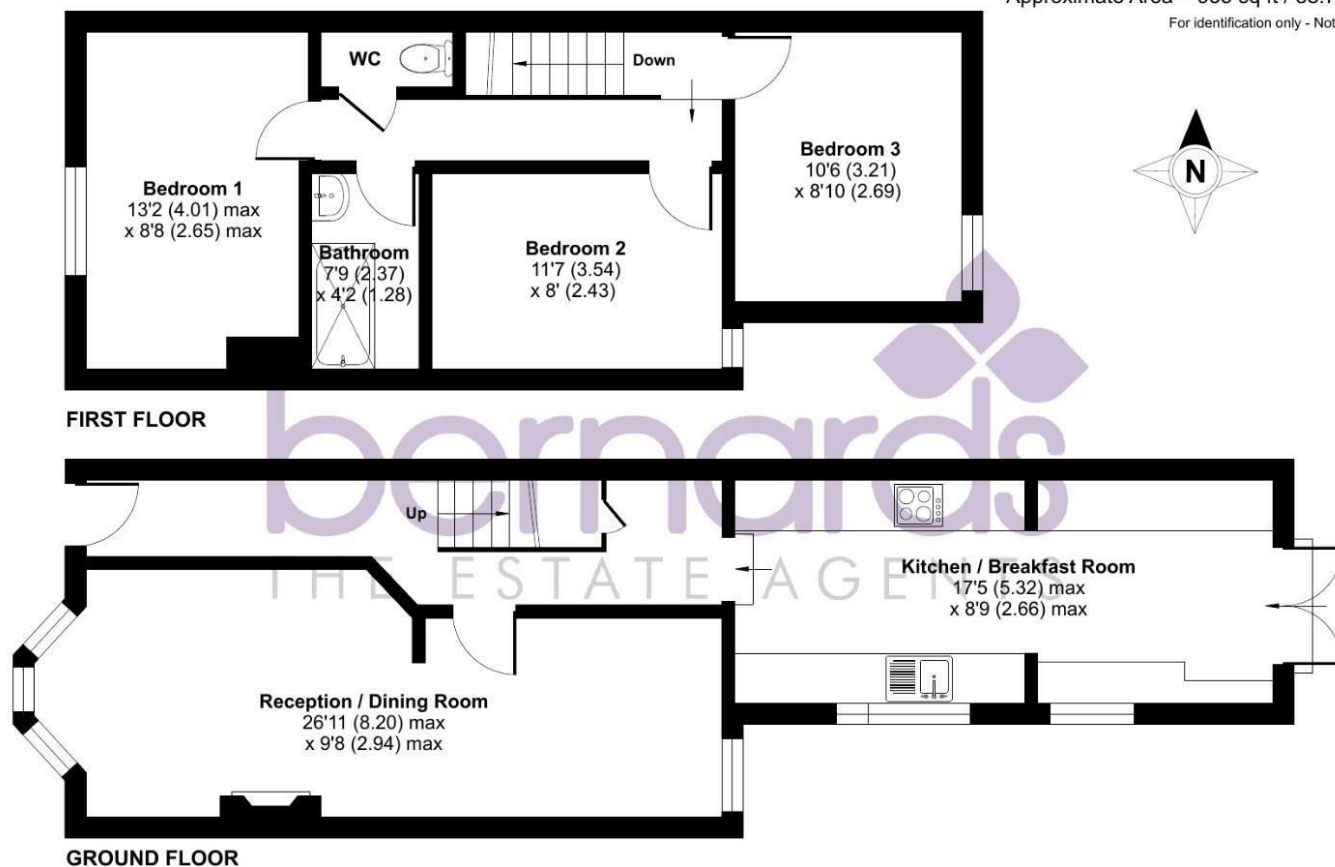 For identification only - Not
WC
Down
Bedroom 1
13'2 (4.01) max
x 8'8 (2.65) max
Bathroom
7'9 (2.37)
x 4'2 (1.28)
Bedroom 2
11'7 (3.54)
x 8' (2.43)
Bedroom 3
10'6 (3.21)
x 8'10 (2.69)
N
FIRST FLOOR
bernards
THE ESTATE AGENTS
Up
Kitchen / Breakfast Room
17'5 (5.32) max
x 8'9 (2.66) max
Reception / Dining Room
26'11 (8.20) max
x 9'8 (2.94) max
GROUND FLOOR